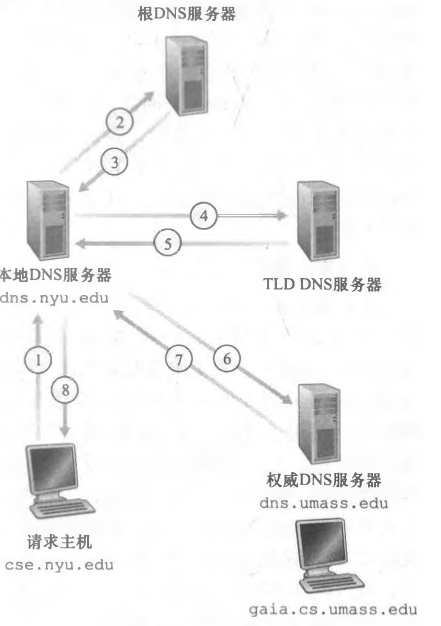 根DNS服务器
2
3
4
5
本地DNS服务器
dns.nyu.edu
TLD DNS服务器
1
8
7
6
请求主机
cse.nyu.edu
权威DNS服务器
dns.umass.edu
gaia.cs.umass.edu